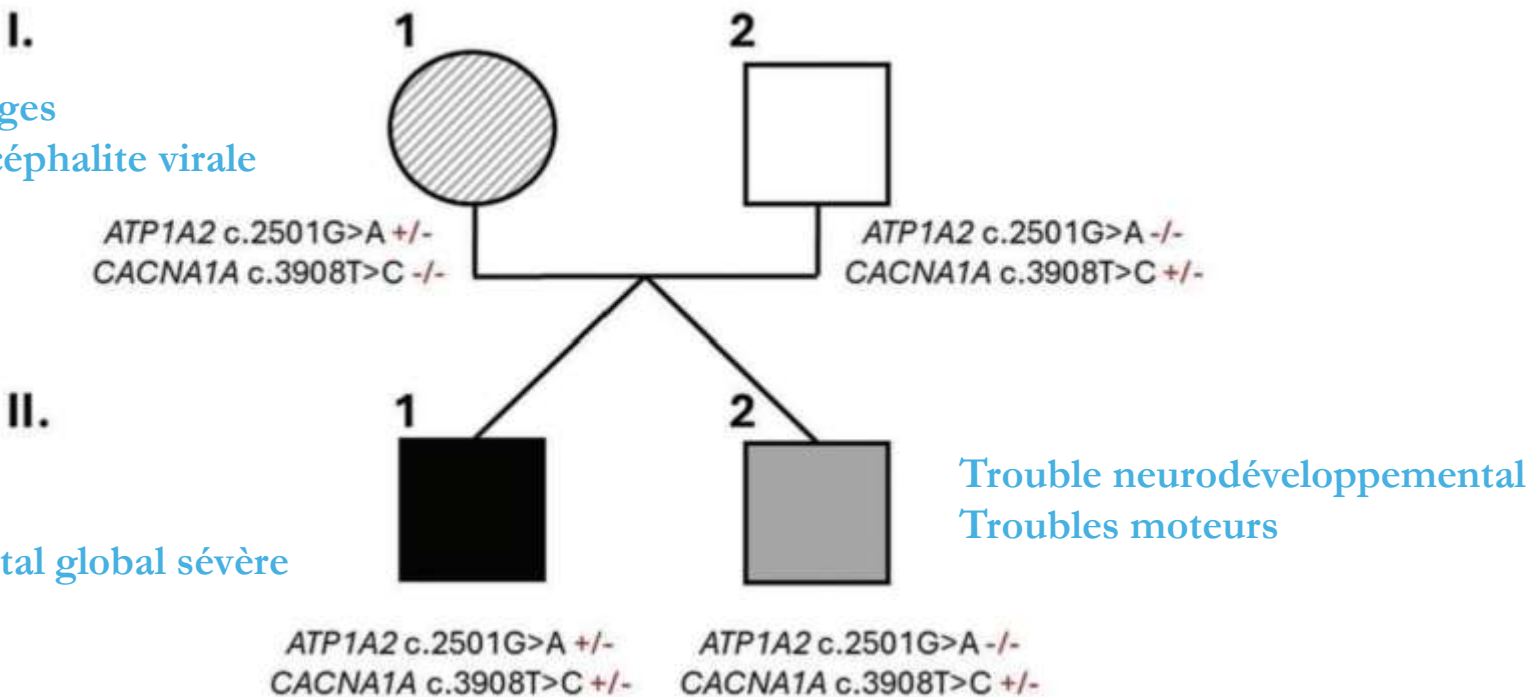 I.
1
2
ges
céphalite virale
ATP1A2 c.2501G>A +/-
CACNA1A c.3908T>C -/-
ATP1A2 c.2501G>A -/-
CACNA1A c.3908T>C +/-
II.
1
2
Trouble neurodéveloppemental
Troubles moteurs
tal global sévère
ATP1A2 c.2501G>A +/-
CACNA1A c.3908T>C +/-
ATP1A2 c.2501G>A -/-
CACNA1A c.3908T>C +/-